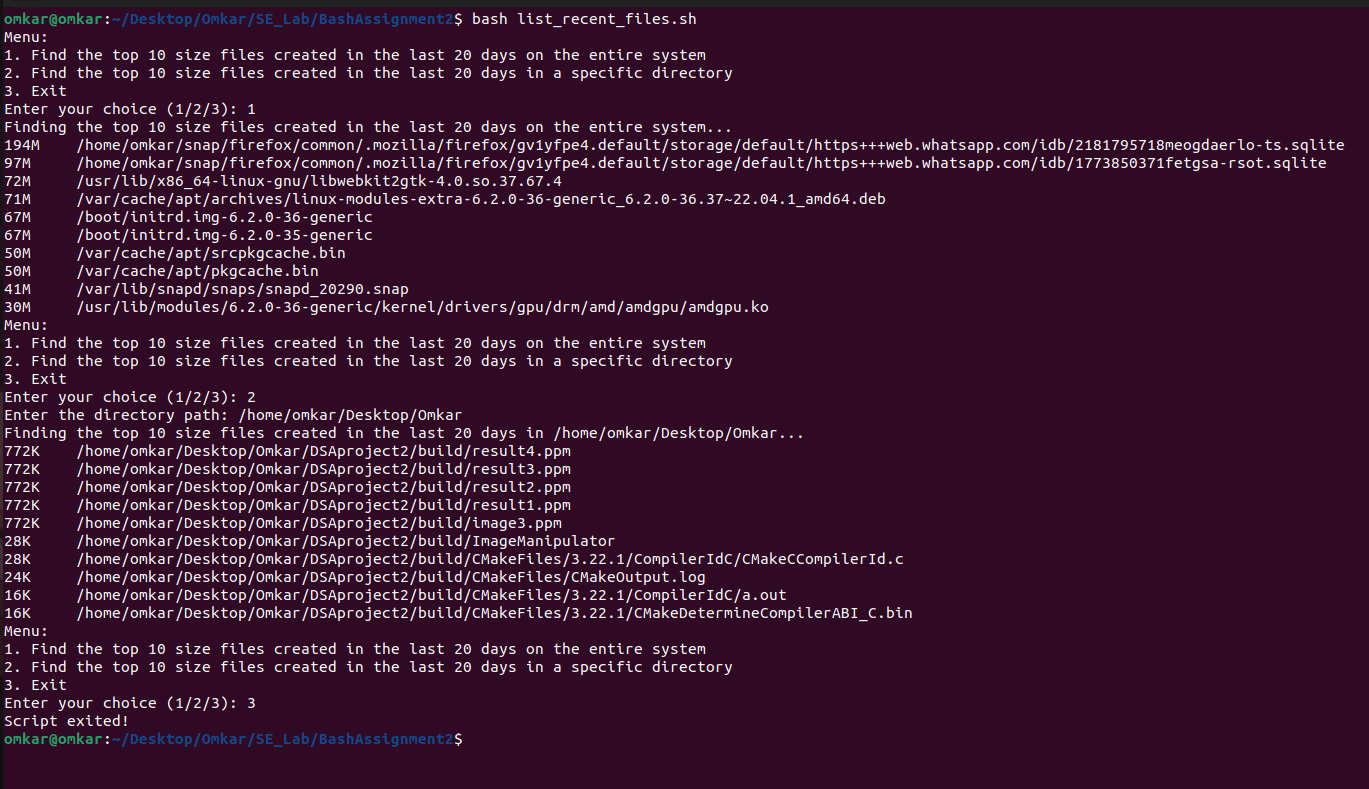 omkar@omkar:~/Desktop/Omkar/SE_Lab/BashAssignment2$ bash list_recent_files.sh
Menu:
1. Find the top 10 size files created in the last 20 days on the entire system
2. Find the top 10 size files created in the last 20 days in a specific directory
3. Exit
Enter your choice (1/2/3): 1
Finding the top 10 size files created in the last 20 days on the entire system...
194M    /home/omkar/snap/firefox/common/.mozilla/firefox/gv1yfpe4.default/storage/default/https+++web.whatsapp.com/idb/2181795718meogdaerlo-ts.sqlite
97M     /home/omkar/snap/firefox/common/.mozilla/firefox/gv1yfpe4.default/storage/default/https+++web.whatsapp.com/idb/1773850371fetgsa-rsot.sqlite
72M     /usr/lib/x86_64-linux-gnu/libwebkit2gtk-4.0.so.37.67.4
71M     /var/cache/apt/archives/linux-modules-extra-6.2.0-36-generic_6.2.0-36.37~22.04.1_amd64.deb
67M     /boot/initrd.img-6.2.0-36-generic
67M     /boot/initrd.img-6.2.0-35-generic
50M     /var/cache/apt/srcpkgcache.bin
50M     /var/cache/apt/pkgcache.bin
41M     /var/lib/snapd/snaps/snapd_20290.snap
30M     /usr/lib/modules/6.2.0-36-generic/kernel/drivers/gpu/drm/amd/amdgpu/amdgpu.ko
Menu:
1. Find the top 10 size files created in the last 20 days on the entire system
2. Find the top 10 size files created in the last 20 days in a specific directory
3. Exit
Enter your choice (1/2/3): 2
Enter the directory path: /home/omkar/Desktop/Omkar
Finding the top 10 size files created in the last 20 days in /home/omkar/Desktop/Omkar...
772K    /home/omkar/Desktop/Omkar/DSAproject2/build/result4.ppm
772K    /home/omkar/Desktop/Omkar/DSAproject2/build/result3.ppm
772K    /home/omkar/Desktop/Omkar/DSAproject2/build/result2.ppm
772K    /home/omkar/Desktop/Omkar/DSAproject2/build/result1.ppm
772K    /home/omkar/Desktop/Omkar/DSAproject2/build/image3.ppm
28K     /home/omkar/Desktop/Omkar/DSAproject2/build/ImageManipulator
28K     /home/omkar/Desktop/Omkar/DSAproject2/build/CMakeFiles/3.22.1/CompilerIdC/CMakeCCompilerId.c
24K     /home/omkar/Desktop/Omkar/DSAproject2/build/CMakeFiles/CMakeOutput.log
16K     /home/omkar/Desktop/Omkar/DSAproject2/build/CMakeFiles/3.22.1/CompilerIdC/a.out
16K     /home/omkar/Desktop/Omkar/DSAproject2/build/CMakeFiles/3.22.1/CMakeDetermineCompilerABI_C.bin
Menu:
1. Find the top 10 size files created in the last 20 days on the entire system
2. Find the top 10 size files created in the last 20 days in a specific directory
3. Exit
Enter your choice (1/2/3): 3
Script exited!
omkar@omkar:~/Desktop/Omkar/SE_Lab/BashAssignment2$